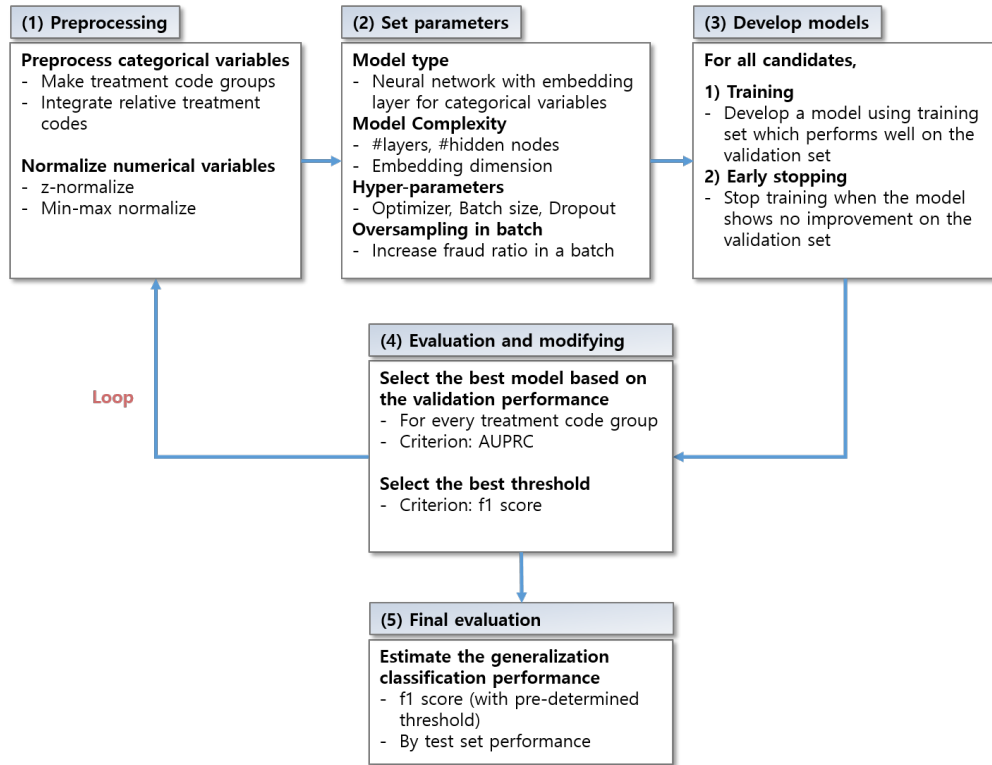 (1) Preprocessing
Preprocess categorical variables
- Make treatment code groups
- Integrate relative treatment
codes
Normalize numerical variables
- z-normalize
- Min-max normalize
(2) Set parameters
Model type
- Neural network with embedding
layer for categorical variables
Model Complexity
- #layers, #hidden nodes
- Embedding dimension
Hyper-parameters
- Optimizer, Batch size, Dropout
Oversampling in batch
- Increase fraud ratio in a batch
(3) Develop models
For all candidates,
1) Training
- Develop a model using training
set which performs well on the
validation set
2) Early stopping
- Stop training when the model
shows no improvement on the
validation set
(4) Evaluation and modifying
Select the best model based on
the validation performance
- For every treatment code group
- Criterion: AUPRC
Select the best threshold
- Criterion: f1 score
Loop
(5) Final evaluation
Estimate the generalization
classification performance
- f1 score (with pre-determined
threshold)
- By test set performance